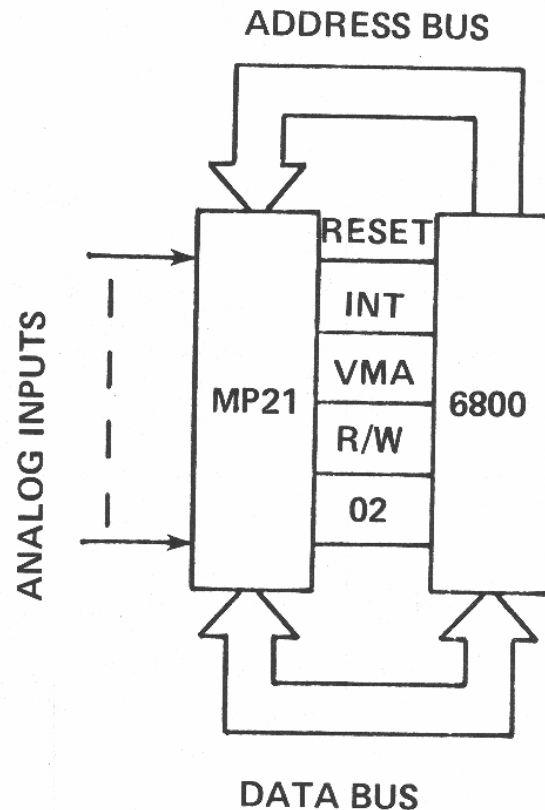 ADDRESS BUS
RESET
INT
VMA
R/W
02
MP21
6800
ANALOG INPUTS
DATA BUS